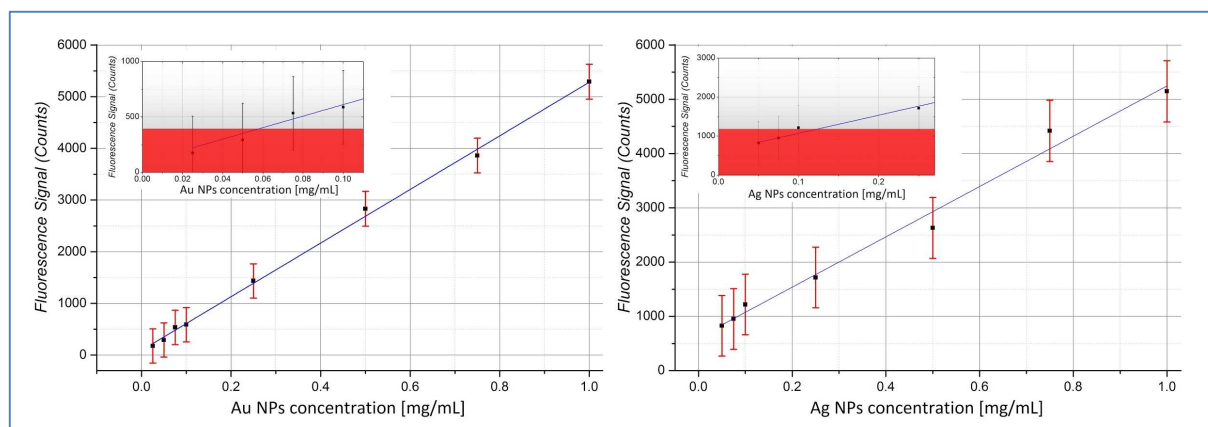 6000
5000
4000
3000
2000
1000
0
Fluorescence Signal (Counts)
0.0 0.2 0.4 0.6 0.8 1.0
Au NPs concentration [mg/mL]
1000
500
0
Fluorescence Signal (Counts)
0.00 0.02 0.04 0.06 0.08 0.10
Au NPs concentration [mg/mL]
6000
5000
4000
3000
2000
1000
0
Fluorescence Signal (Counts)
0.0 0.2 0.4 0.6 0.8 1.0
Ag NPs concentration [mg/mL]
3000
2000
1000
0
Fluorescence Signal (Counts)
0.0 0.1 0.2
Ag NPs concentration [mg/mL]